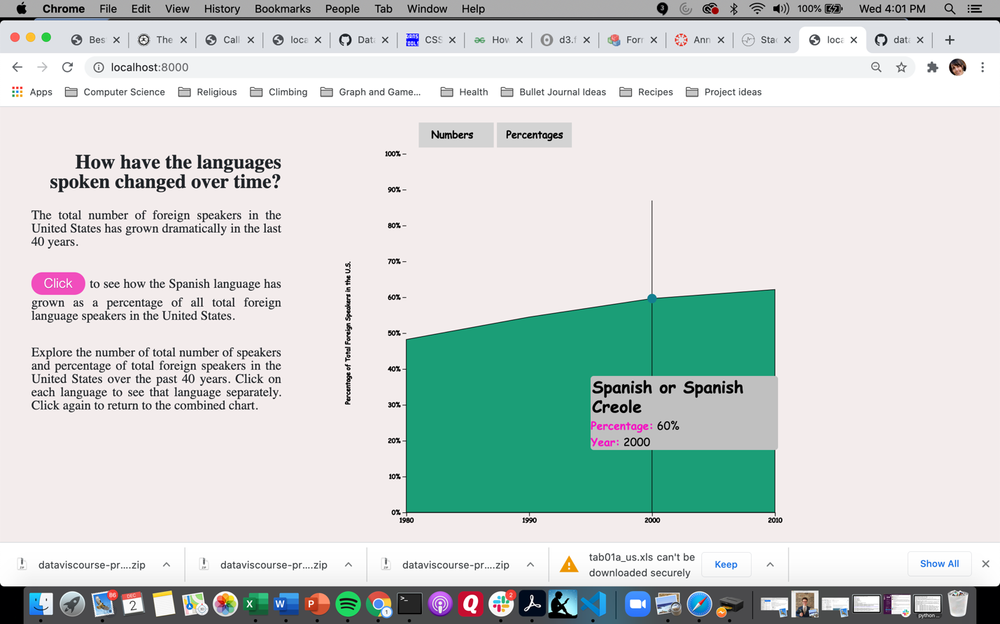 Chrome File Edit View History Bookmarks People Tab Window Help 3 100% Wed 4:01 PM
Bes The Call loca Data DANS TOOLS CSS How d3.f Forr Ann Stac loca data
localhost:8000
Apps Computer Science Religious Climbing Graph and Game... Health Bullet Journal Ideas Recipes Project ideas
Numbers Percentages
How have the languages
spoken changed over time?
The total number of foreign speakers in the
United States has grown dramatically in the last
40 years.
Click to see how the Spanish language has
grown as a percentage of all total foreign
language speakers in the United States.
Explore the number of total number of speakers
and percentage of total foreign speakers in the
United States over the past 40 years. Click on
each language to see that language separately.
Click again to return to the combined chart.
Percentage of Total Foreign Speakers in the U.S.
100%
90%
80%
70%
60%
50%
40%
30%
20%
10%
0%
1980 1990 2000 2010
Spanish or Spanish
Creole
Percentage: 60%
Year: 2000
dataviscourse-pr....zip dataviscourse-pr....zip dataviscourse-pr....zip
tab01a_us.xls can't be
downloaded securely
Keep
Show All
86 DEC 2 X W P 1 >_ Q 2 python ...